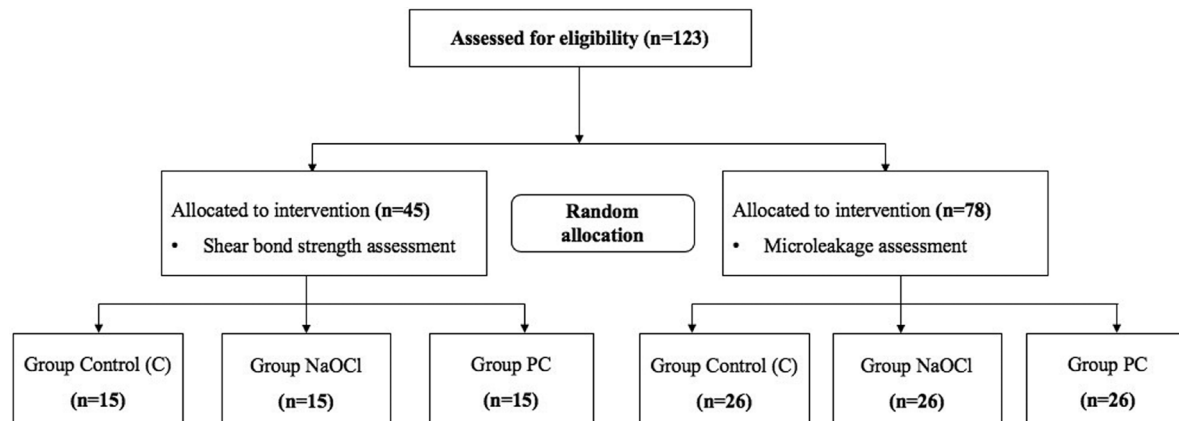 Assessed for eligibility (n=123)
Allocated to intervention (n=45)
• Shear bond strength assessment
Random
allocation
Allocated to intervention (n=78)
• Microleakage assessment
Group Control (C)
(n=15)
Group NaOCl
(n=15)
Group PC
(n=15)
Group Control (C)
(n=26)
Group NaOCl
(n=26)
Group PC
(n=26)